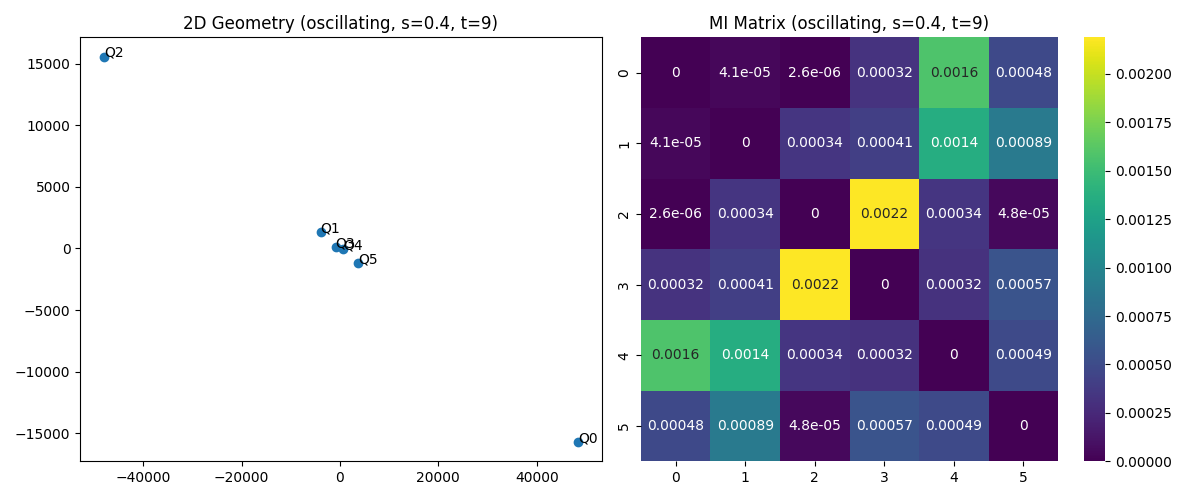 2D Geometry (oscillating, s=0.4, t=9)
15000
10000
5000
0
−5000
−10000
−15000
−40000 −20000 0 20000 40000
Q2
Q1
Q3
Q4
Q5
Q0
MI Matrix (oscillating, s=0.4, t=9)
0 0 4.1e-05 2.6e-06 0.00032 0.0016 0.00048
1 4.1e-05 0 0.00034 0.00041 0.0014 0.00089
2 2.6e-06 0.00034 0 0.0022 0.00034 4.8e-05
3 0.00032 0.00041 0.0022 0 0.00032 0.00057
4 0.0016 0.0014 0.00034 0.00032 0 0.00049
5 0.00048 0.00089 4.8e-05 0.00057 0.00049 0
0 1 2 3 4 5
0.00200
0.00175
0.00150
0.00125
0.00100
0.00075
0.00050
0.00025
0.00000